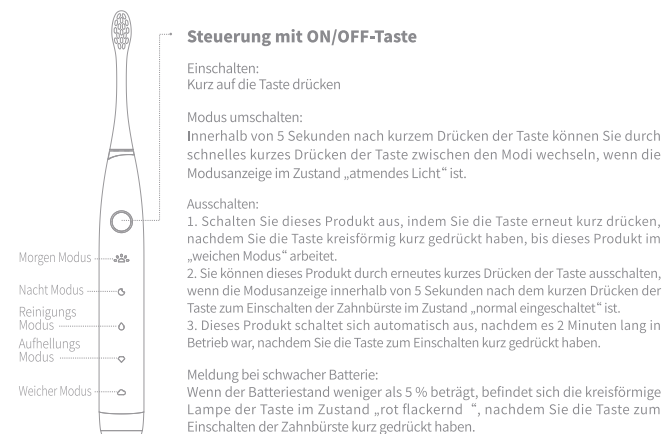 Steuerung mit ON/OFF-Taste
Einschalten:
Kurz auf die Taste drücken
Modus umschalten:
Innerhalb von 5 Sekunden nach kurzem Drücken der Taste können Sie durch
schnelles kurzes Drücken der Taste zwischen den Modi wechseln, wenn die
Modusanzeige im Zustand „atmendes Licht“ ist.
Ausschalten:
1. Schalten Sie dieses Produkt aus, indem Sie die Taste erneut kurz drücken,
nachdem Sie die Taste kreisförmig kurz gedrückt haben, bis dieses Produkt im
„weichen Modus“ arbeitet.
2. Sie können dieses Produkt durch erneutes kurzes Drücken der Taste ausschalten,
wenn die Modusanzeige innerhalb von 5 Sekunden nach dem kurzen Drücken der
Taste zum Einschalten der Zahnbürste im Zustand „normal eingeschaltet“ ist.
3. Dieses Produkt schaltet sich automatisch aus, nachdem es 2 Minuten lang in
Betrieb war, nachdem Sie die Taste zum Einschalten kurz gedrückt haben.
Meldung bei schwacher Batterie:
Wenn der Batteriestand weniger als 5 % beträgt, befindet sich die kreisförmige
Lampe der Taste im Zustand „rot flackernd “, nachdem Sie die Taste zum
Einschalten der Zahnbürste kurz gedrückt haben.
Morgen Modus
Nacht Modus
Reinigungs
Modus
Aufhellungs
Modus
Weicher Modus